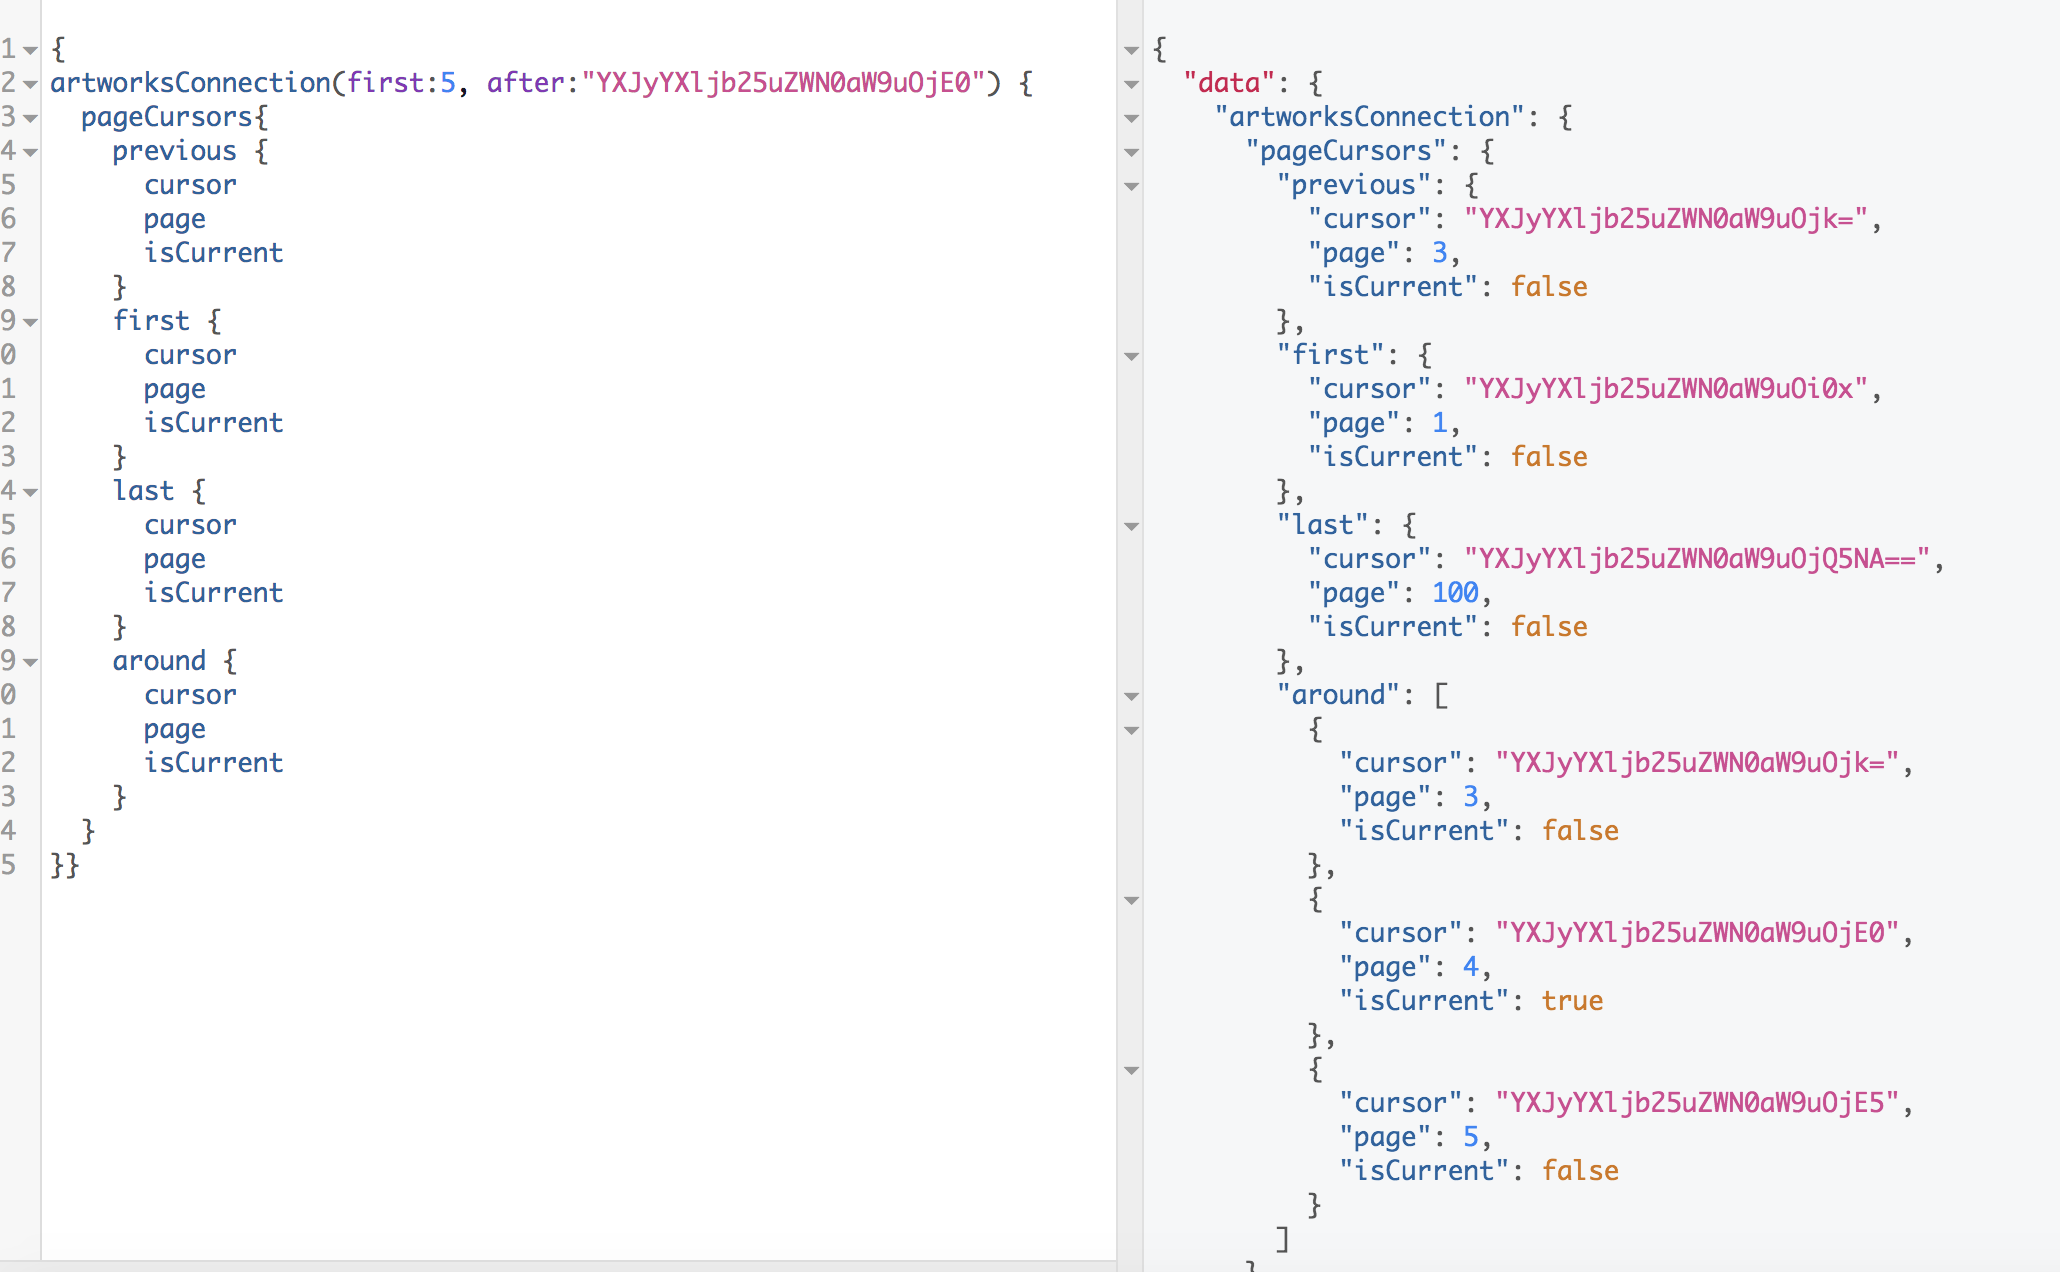 1 {
2 artworksConnection(first:5, after:"YXJyYXljb25uZWN0aW9uOjE0") {
3 pageCursors{
4 previous {
5 cursor
6 page
7 isCurrent
8 }
9 first {
0 cursor
1 page
2 isCurrent
3 }
4 last {
5 cursor
6 page
7 isCurrent
8 }
9 around {
0 cursor
1 page
2 isCurrent
3 }
4 }
5 }}
{
"data": {
"artworksConnection": {
"pageCursors": {
"previous": {
"cursor": "YXJyYXljb25uZWN0aW9uOjk=",
"page": 3,
"isCurrent": false
},
"first": {
"cursor": "YXJyYXljb25uZWN0aW9uOi0x",
"page": 1,
"isCurrent": false
},
"last": {
"cursor": "YXJyYXljb25uZWN0aW9uOjQ5NA==",
"page": 100,
"isCurrent": false
},
"around": [
{
"cursor": "YXJyYXljb25uZWN0aW9uOjk=",
"page": 3,
"isCurrent": false
},
{
"cursor": "YXJyYXljb25uZWN0aW9uOjE0",
"page": 4,
"isCurrent": true
},
{
"cursor": "YXJyYXljb25uZWN0aW9uOjE5",
"page": 5,
"isCurrent": false
}
]
}